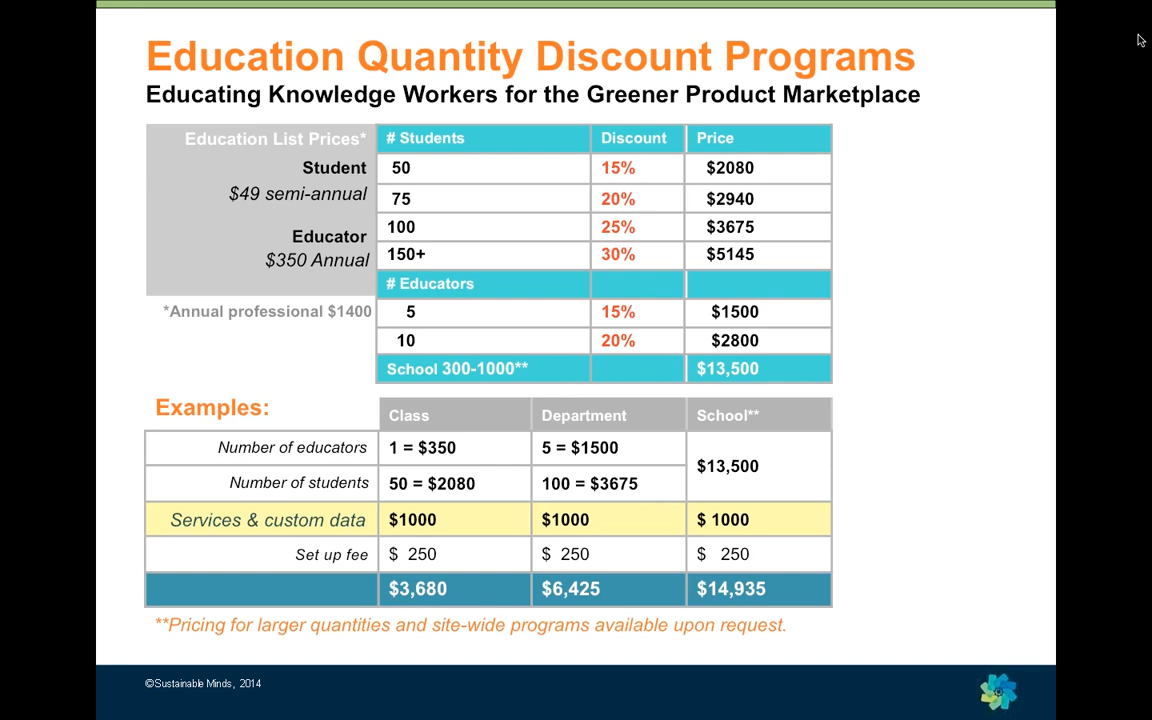 Education Quantity Discount Programs
Educating Knowledge Workers for the Greener Product Marketplace
Education List Prices* # Students Discount Price
Student 50 15% $2080
$49 semi-annual 75 20% $2940
100 25% $3675
Educator
$350 Annual 150+ 30% $5145
# Educators
*Annual professional $1400 5 15% $1500
10 20% $2800
School 300-1000** $13,500
Examples: Class Department School**
Number of educators 1 = $350 5 = $1500 $13,500
Number of students 50 = $2080 100 = $3675
Services & custom data $1000 $1000 $ 1000
Set up fee $ 250 $ 250 $ 250
$3,680 $6,425 $14,935
**Pricing for larger quantities and site-wide programs available upon request.
©Sustainable Minds, 2014